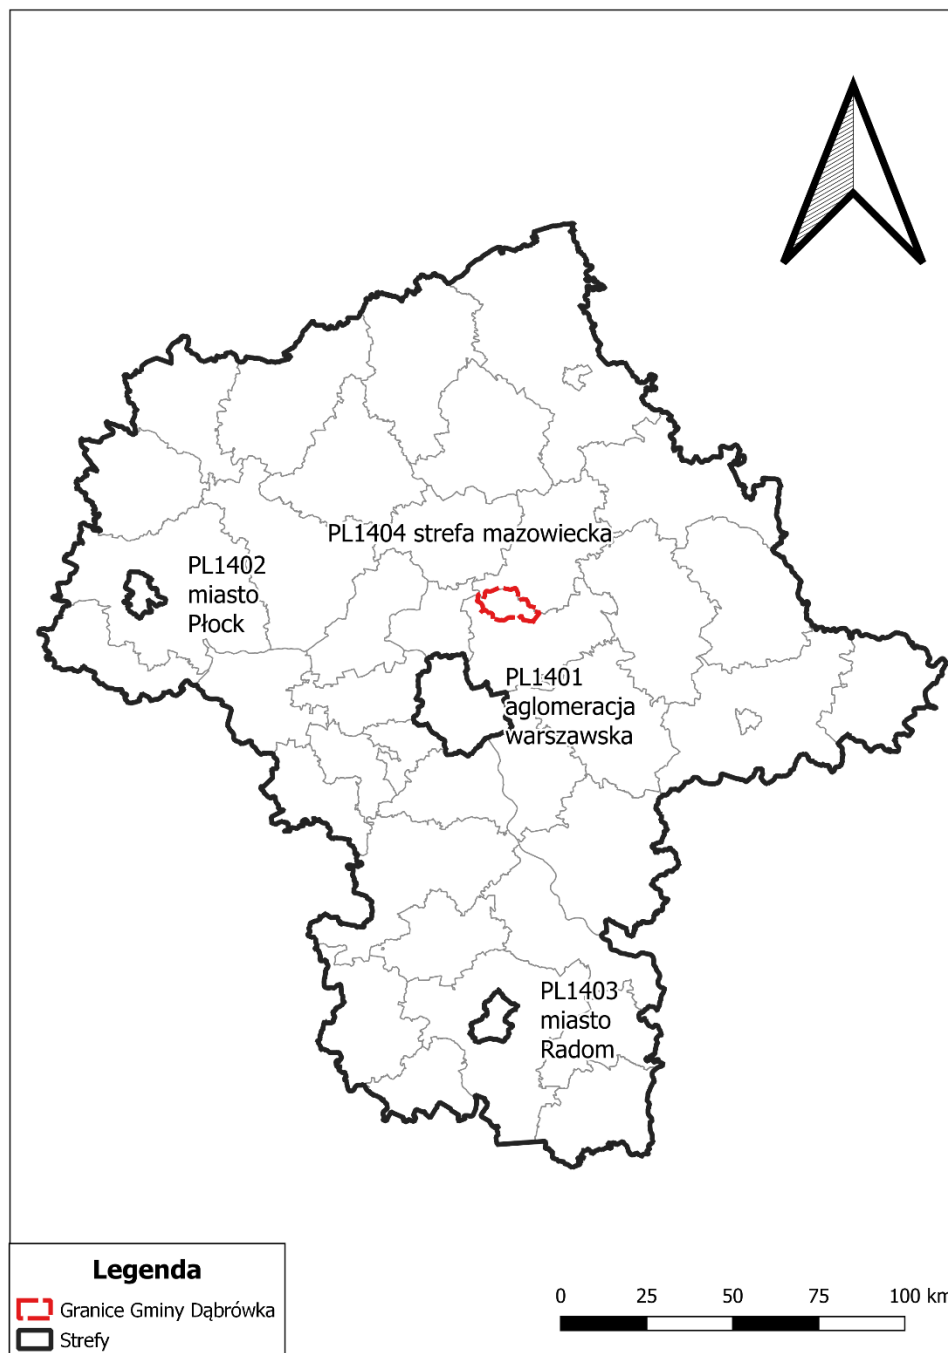 PL1404 strefa mazowiecka
PL1402
miasto
Płock
PL1401
aglomeracja
warszawska
PL1403
miasto
Radom
Legenda
Granice Gminy Dąbrówka
Strefy
0 25 50 75 100 km